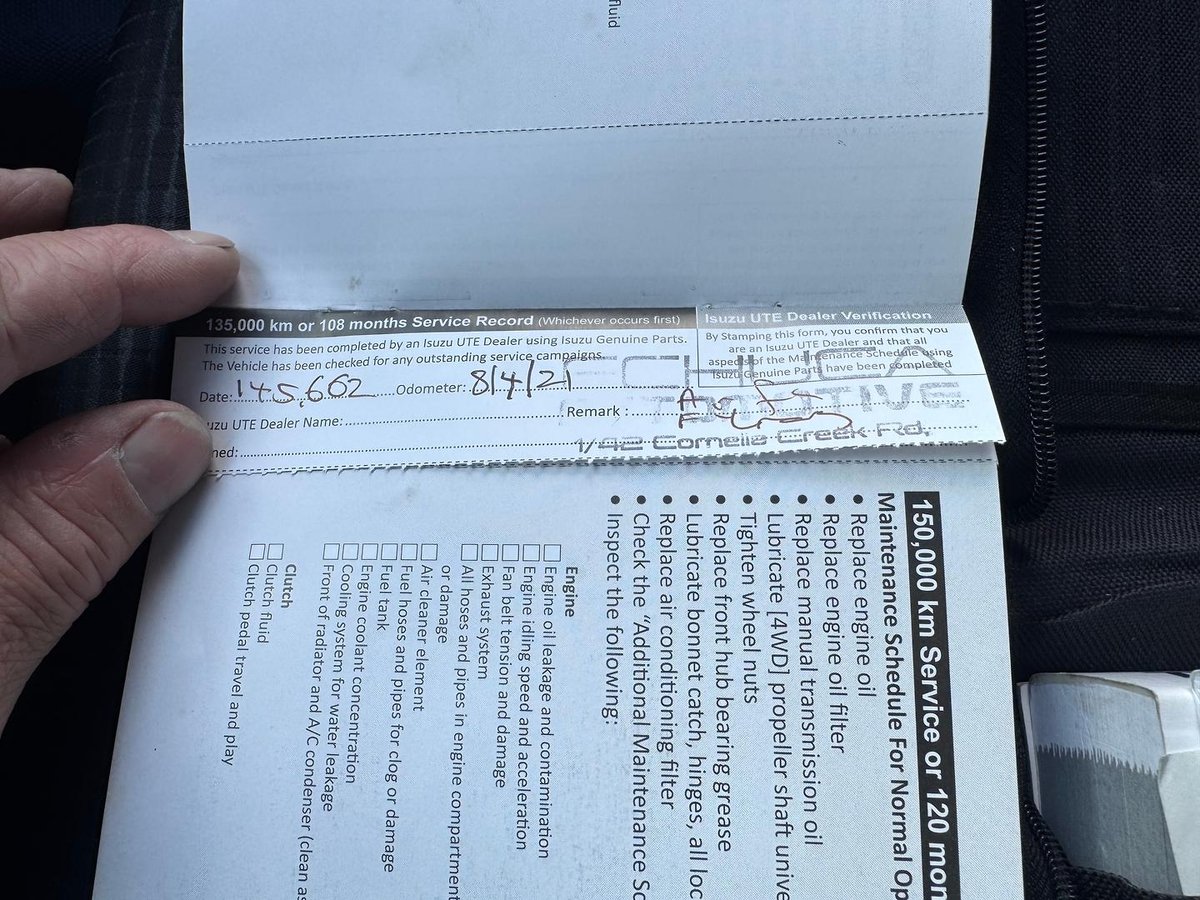 fluid
135,000 km or 108 months Service Record (Whichever occurs first)
This service has been completed by an Isuzu UTE Dealer using Isuzu Genuine Parts.
The Vehicle has been checked for any outstanding service campaigns.
Date: 145,662 Odometer: 8/4/21
uzu UTE Dealer Name: Remark :
ned:
Isuzu UTE Dealer Verification
By Stamping this form, you confirm that you
are an Isuzu UTE Dealer and that all
aspects of the Maintenance Schedule using
Isuzu Genuine Parts have been completed
ECHUCA
AUTOMOTIVE
1/42 Cornelia Creek Rd,
150,000 km Service or 120 mon
Maintenance Schedule For Normal Op
• Replace engine oil
• Replace engine oil filter
• Replace manual transmission oil
• Lubricate [4WD] propeller shaft unive
• Tighten wheel nuts
• Replace front hub bearing grease
• Lubricate bonnet catch, hinges, all loc
• Replace air conditioning filter
• Check the “Additional Maintenance Sc
• Inspect the following:
Engine
□ Engine oil leakage and contamination
□ Engine idling speed and acceleration
□ Fan belt tension and damage
□ Exhaust system
□ All hoses and pipes in engine compartment
or damage
□ Air cleaner element
□ Fuel hoses and pipes for clog or damage
□ Fuel tank
□ Engine coolant concentration
□ Cooling system for water leakage
□ Front of radiator and A/C condenser (clean as
Clutch
□ Clutch fluid
□ Clutch pedal travel and play